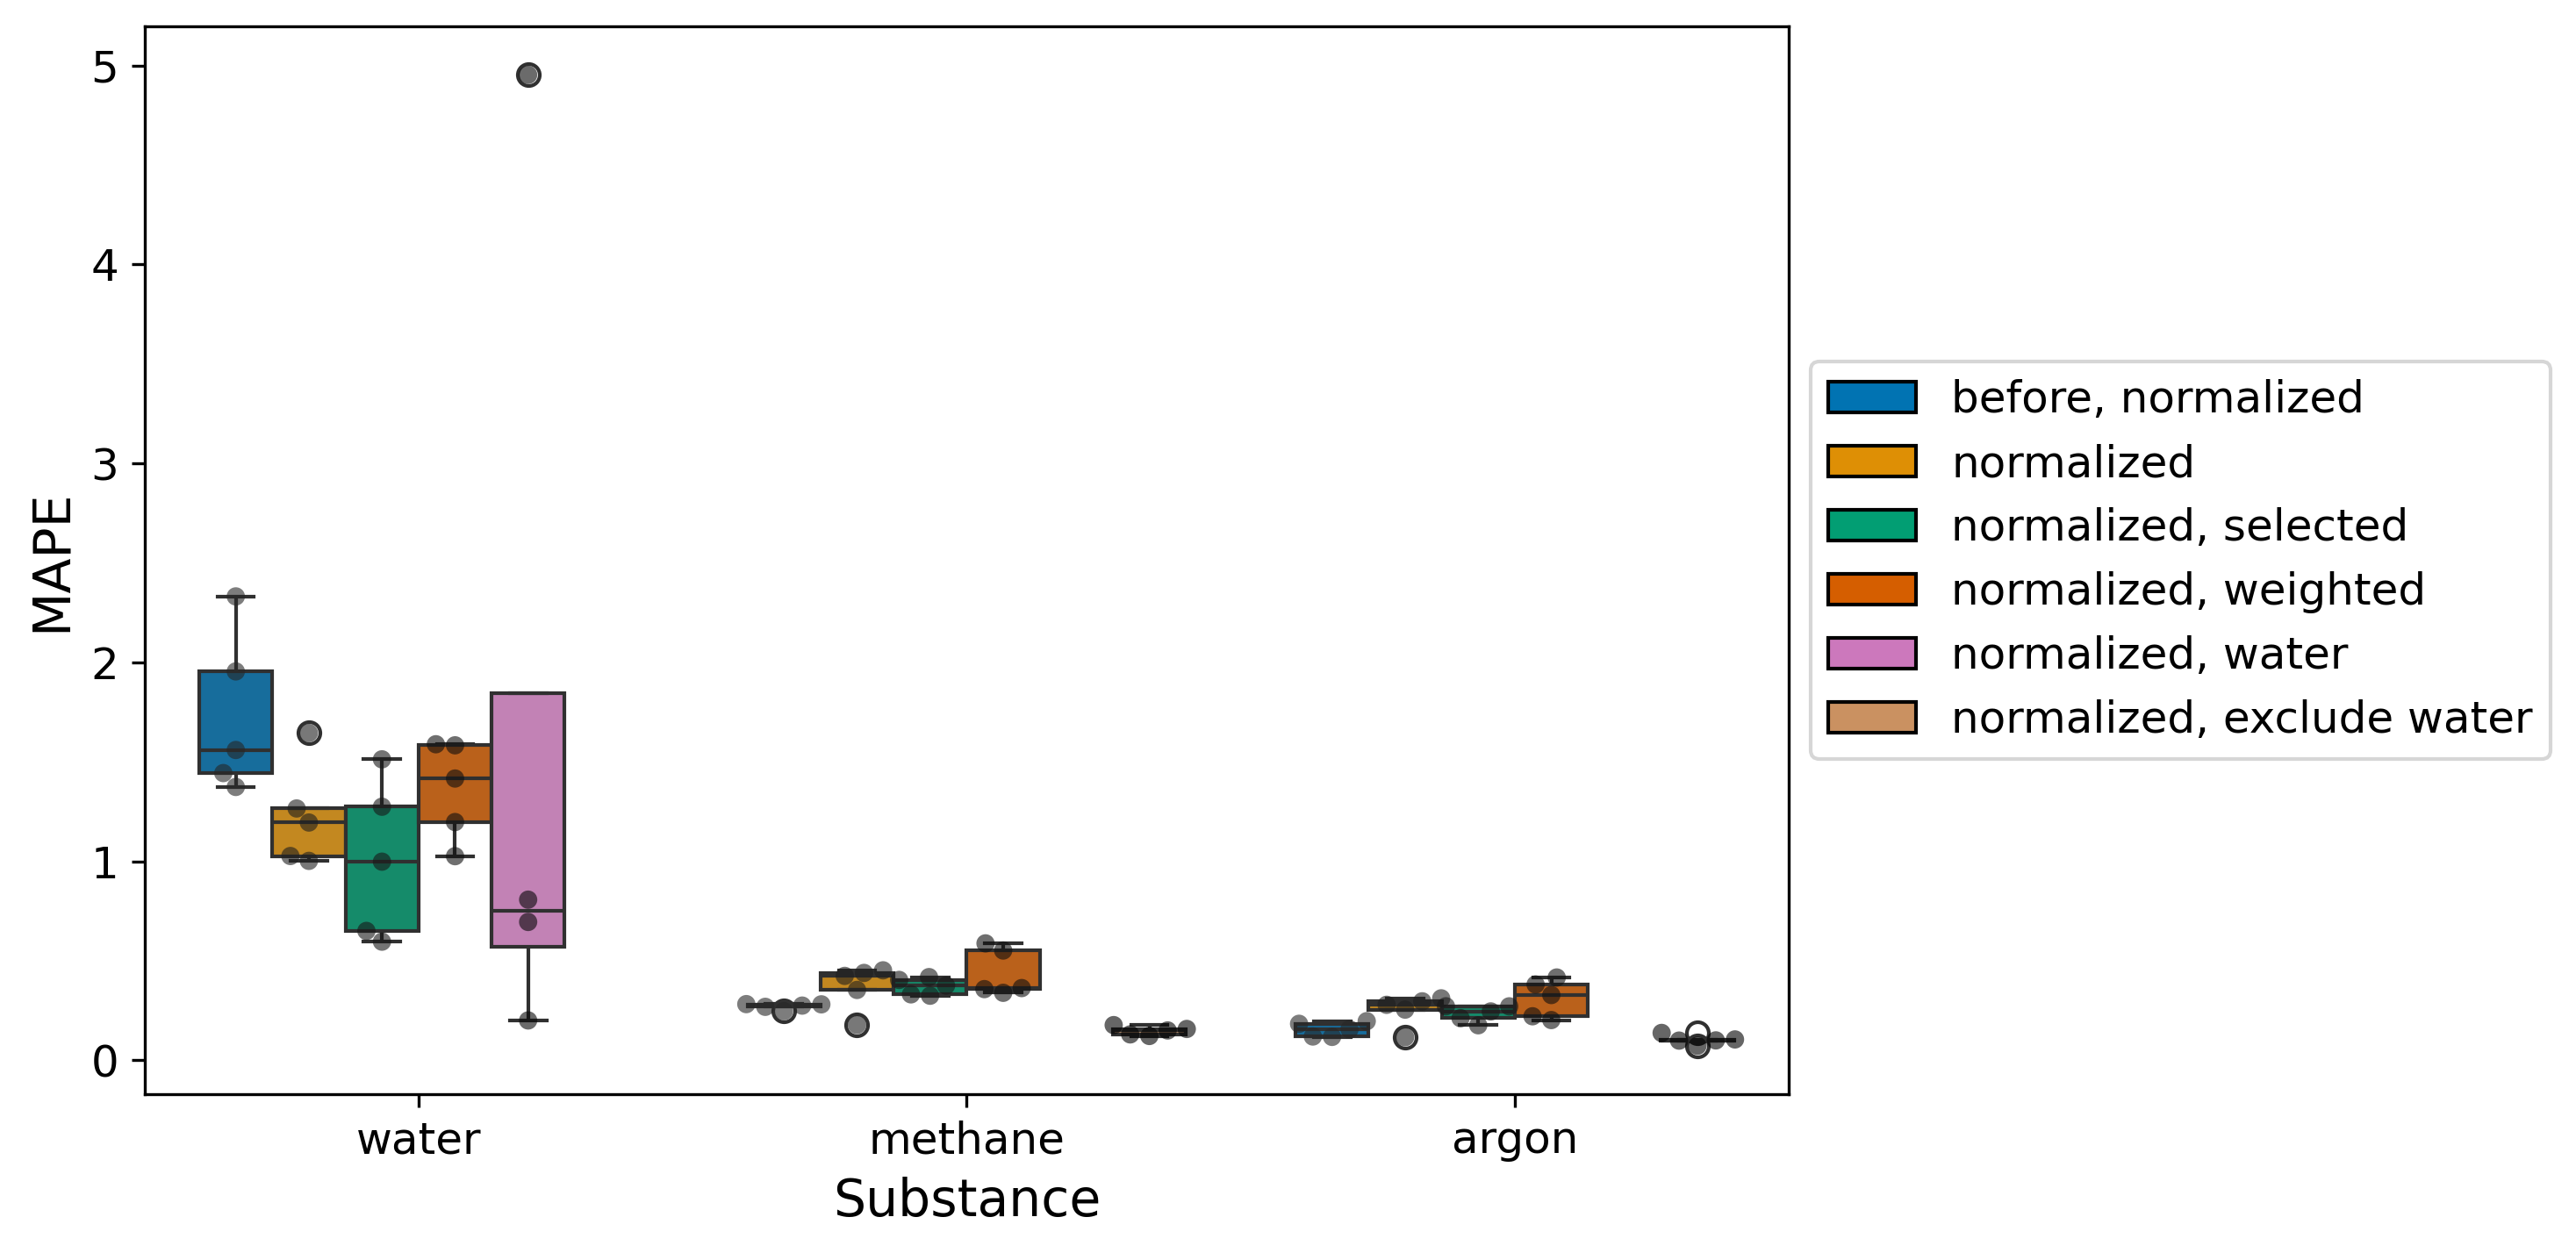 5
4
3
2
1
0
MAPE
water
methane
argon
Substance
before, normalized
normalized
normalized, selected
normalized, weighted
normalized, water
normalized, exclude water